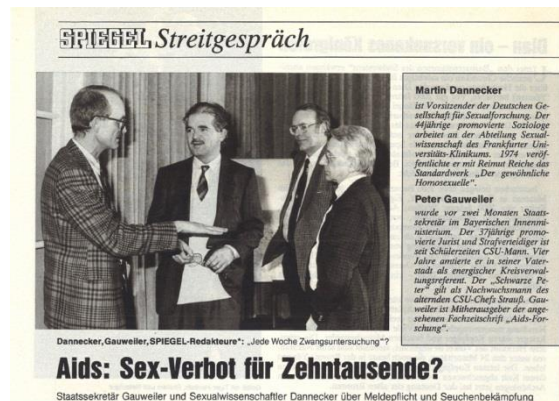 SPIEGEL Streitgespräch
Martin Dannecker
ist Vorsitzender der Deutschen Ge-
sellschaft für Sexualforschung. Der
44jährige promovierte Soziologe
arbeitet an der Abteilung Sexual-
wissenschaft des Frankfurter Uni-
versitäts-Klinikums. 1974 veröf-
fentlichte er mit Reimut Reiche das
Standardwerk „Der gewöhnliche
Homosexuelle“.
Peter Gauweiler
wurde vor zwei Monaten Staats-
sekretär im Bayerischen Innenmi-
nisterium. Der 37jährige promo-
vierte Jurist und Strafverteidiger ist
seit Schülerzeiten CSU-Mann. Vier
Jahre amtierte er in seiner Vater-
stadt als energischer Kreisverwal-
tungsreferent. Der „Schwarze Pe-
ter“ gilt als Nachwuchsmann des
alternden CSU-Chefs Strauß. Gau-
weiler ist Mitherausgeber der ange-
sehenen Fachzeitschrift „Aids-For-
schung“.
Dannecker, Gauweiler, SPIEGEL-Redakteure*: „Jede Woche Zwangsuntersuchung“?
Aids: Sex-Verbot für Zehntausende?
Staatssekretär Gauweiler und Sexualwissenschaftler Dannecker über Meldepflicht und Seuchenbekämpfung